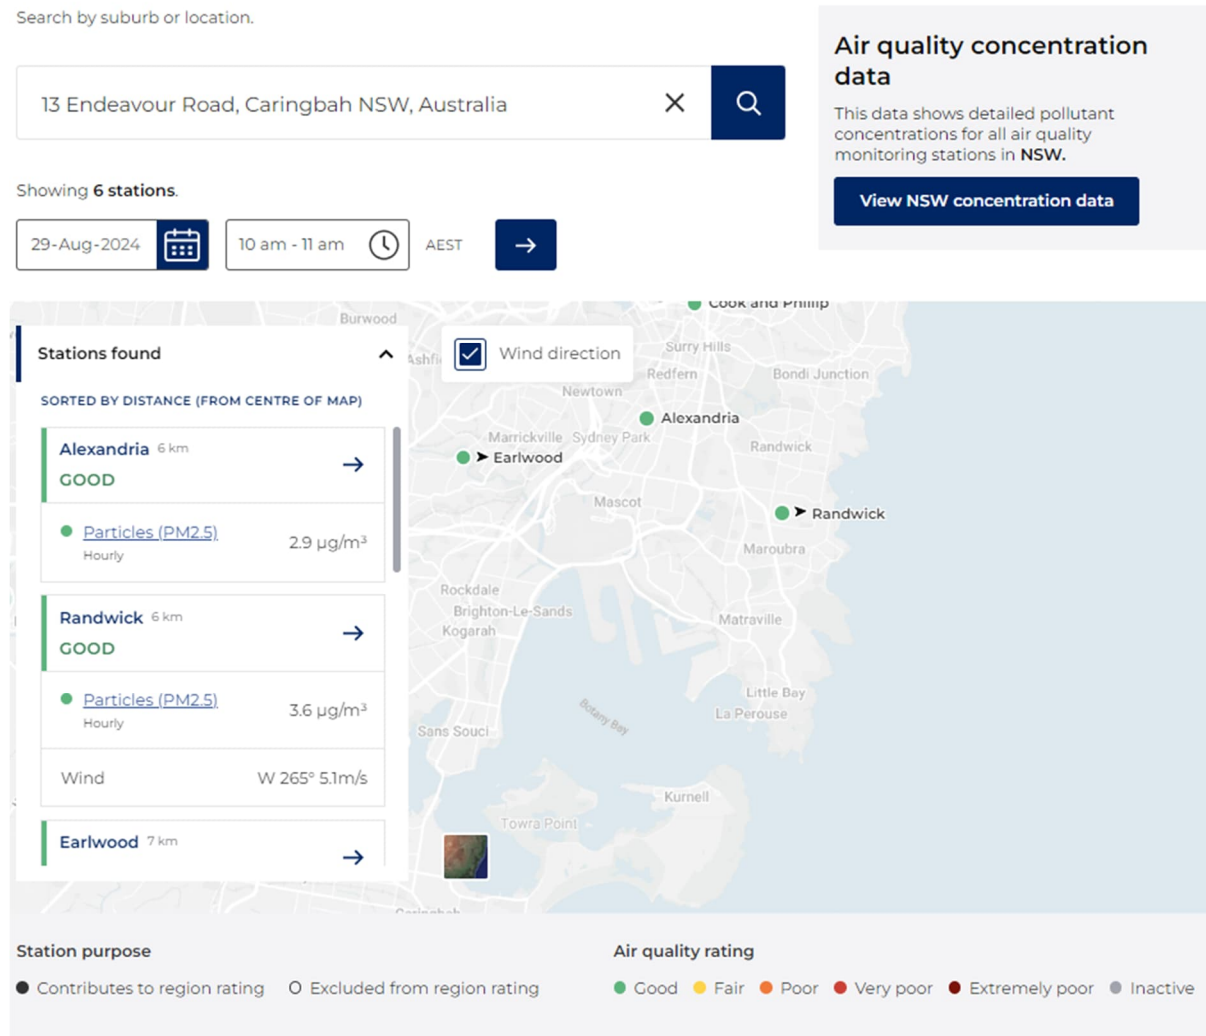 Search by suburb or location.
13 Endeavour Road, Caringbah NSW, Australia
Showing 6 stations.
29-Aug-2024
10 am - 11 am
AEST
Air quality concentration
data
This data shows detailed pollutant
concentrations for all air quality
monitoring stations in NSW.
View NSW concentration data
Stations found
SORTED BY DISTANCE (FROM CENTRE OF MAP)
Alexandria 6 km
GOOD
Particles (PM2.5)
Hourly
2.9 µg/m³
Randwick 6 km
GOOD
Particles (PM2.5)
Hourly
3.6 µg/m³
Wind
W 265° 5.1m/s
Earlwood 7 km
Wind direction
Cook and Phillip
Burwood
Surry Hills
Redfern
Bondi Junction
Newtown
Alexandria
Marrickville
Sydney Park
Randwick
Earlwood
Mascot
Randwick
Maroubra
Rockdale
Brighton-Le-Sands
Kogarah
Matraville
Little Bay
La Perouse
Botany Bay
Sans Souci
Kurnell
Towra Point
Station purpose
Contributes to region rating
Excluded from region rating
Air quality rating
Good
Fair
Poor
Very poor
Extremely poor
Inactive